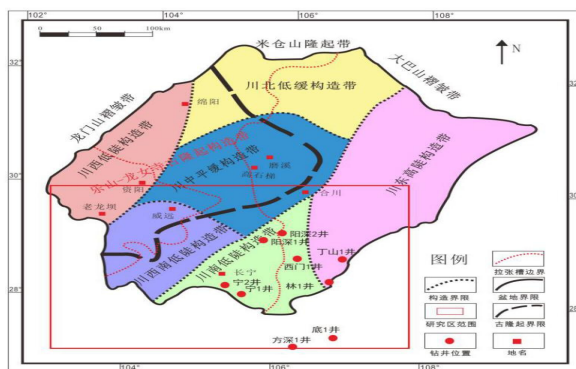 102° 104° 106° 108°
0 50 100km
米仓山隆起带
N
大巴山褶皱带
32° 32°
川北低缓构造带
龙门山褶皱带
绵阳
川西低陡构造带
川东高陡构造带
乐山-龙女寺古隆起构造带
川中平缓构造带
磨溪
高石梯
30° 30°
资阳
合川
老龙坝
威远
川西南低陡构造带
川南低陡构造带
阳深2井
阳深1井
丁山1井
西门1井
长宁
宁2井
宁1井
林1井
28° 28°
底1井
方深1井
104° 106° 108°
图例
拉张槽边界
构造界限
盆地界限
研究区范围
古隆起界限
钻井位置
地名